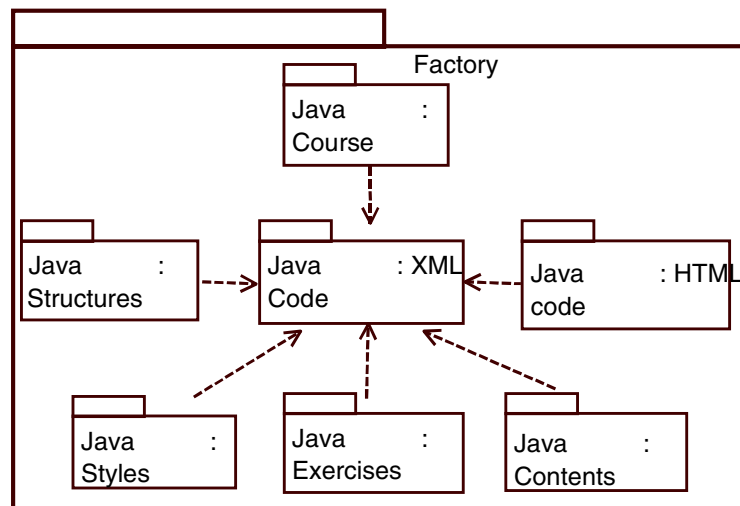 Factory
Java :
Course
Java :
Structures
Java : XML
Code
Java : HTML
code
Java :
Styles
Java :
Exercises
Java :
Contents